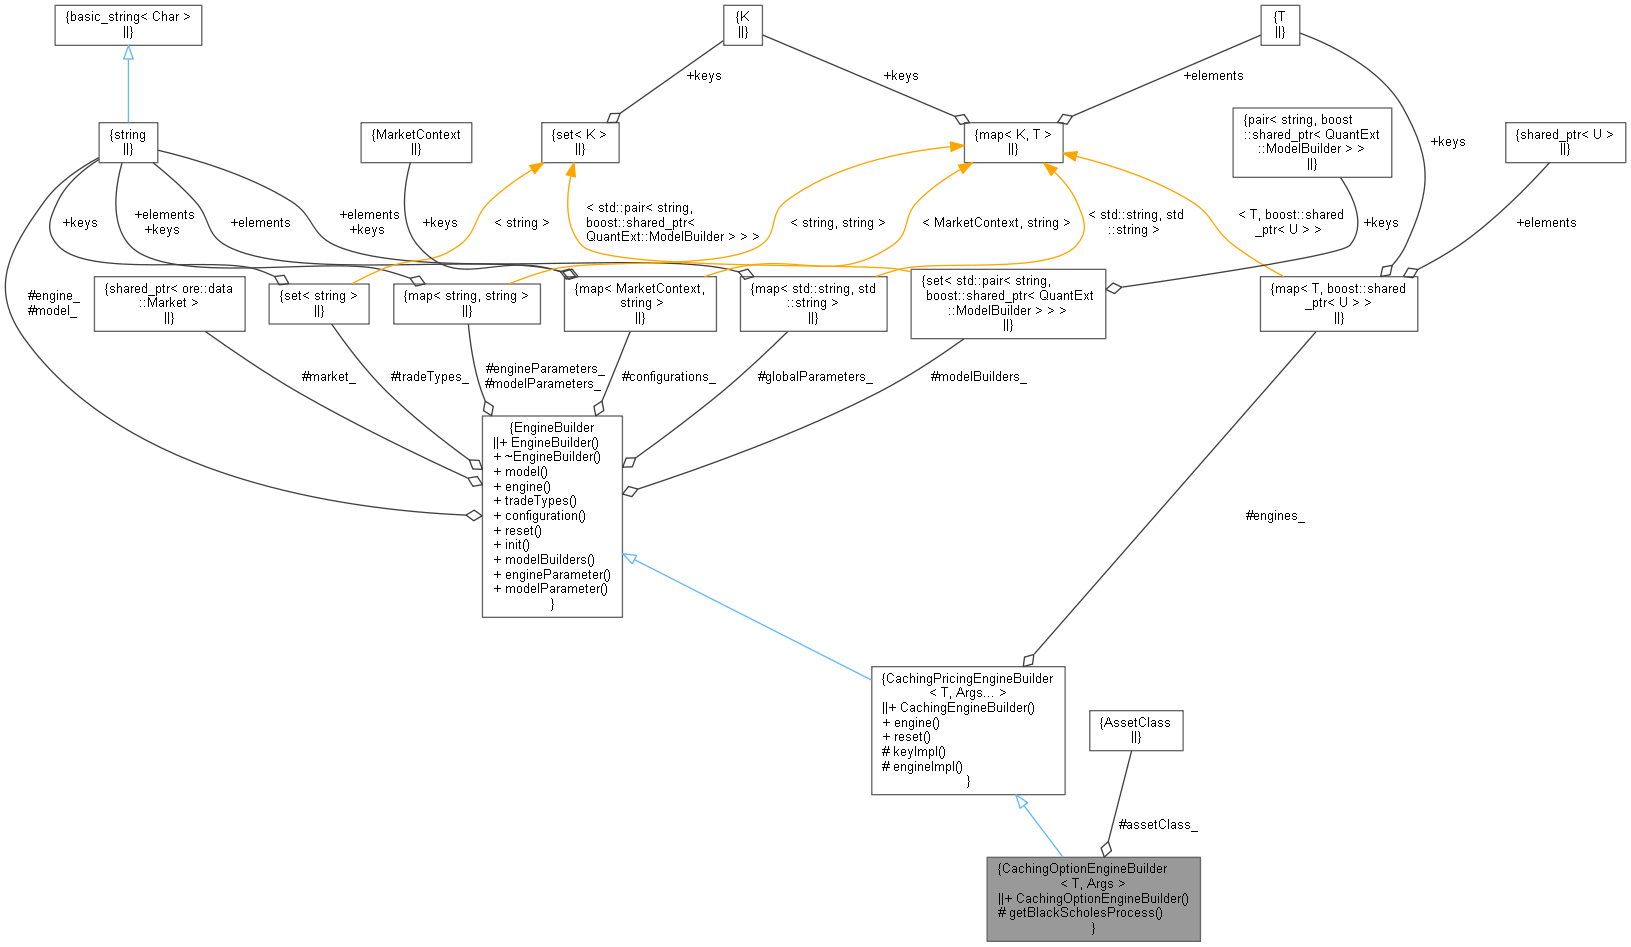 {basic_string< Char >
||}
{K
||}
{T
||}
+keys
+keys
+elements
{string
||}
{MarketContext
||}
{set< K >
||}
{map< K, T >
||}
{pair< string, boost
::shared_ptr< QuantExt
::ModelBuilder > >
||}
+keys
{shared_ptr< U >
||}
+keys
+elements
+keys
+elements
+elements
+keys
+keys
< string >
< std::pair< string,
boost::shared_ptr<
QuantExt::ModelBuilder > > >
< string, string >
< MarketContext, string >
< std::string, std
::string >
< T, boost::shared
_ptr< U > >
+keys
+elements
#engine_
#model_
{shared_ptr< ore::data
::Market >
||}
{set< string >
||}
{map< string, string >
||}
{map< MarketContext,
string >
||}
{map< std::string, std
::string >
||}
{set< std::pair< string,
boost::shared_ptr< QuantExt
::ModelBuilder > > >
||}
{map< T, boost::shared
_ptr< U > >
||}
#market_
#tradeTypes_
#engineParameters_
#modelParameters_
#configurations_
#globalParameters_
#modelBuilders_
{EngineBuilder
||+ EngineBuilder()
+ ~EngineBuilder()
+ model()
+ engine()
+ tradeTypes()
+ configuration()
+ reset()
+ init()
+ modelBuilders()
+ engineParameter()
+ modelParameter()
}
#engines_
{CachingPricingEngineBuilder
< T, Args... >
||+ CachingEngineBuilder()
+ engine()
+ reset()
# keyImpl()
# engineImpl()
}
{AssetClass
||}
#assetClass_
{CachingOptionEngineBuilder
< T, Args >
||+ CachingOptionEngineBuilder()
# getBlackScholesProcess()
}